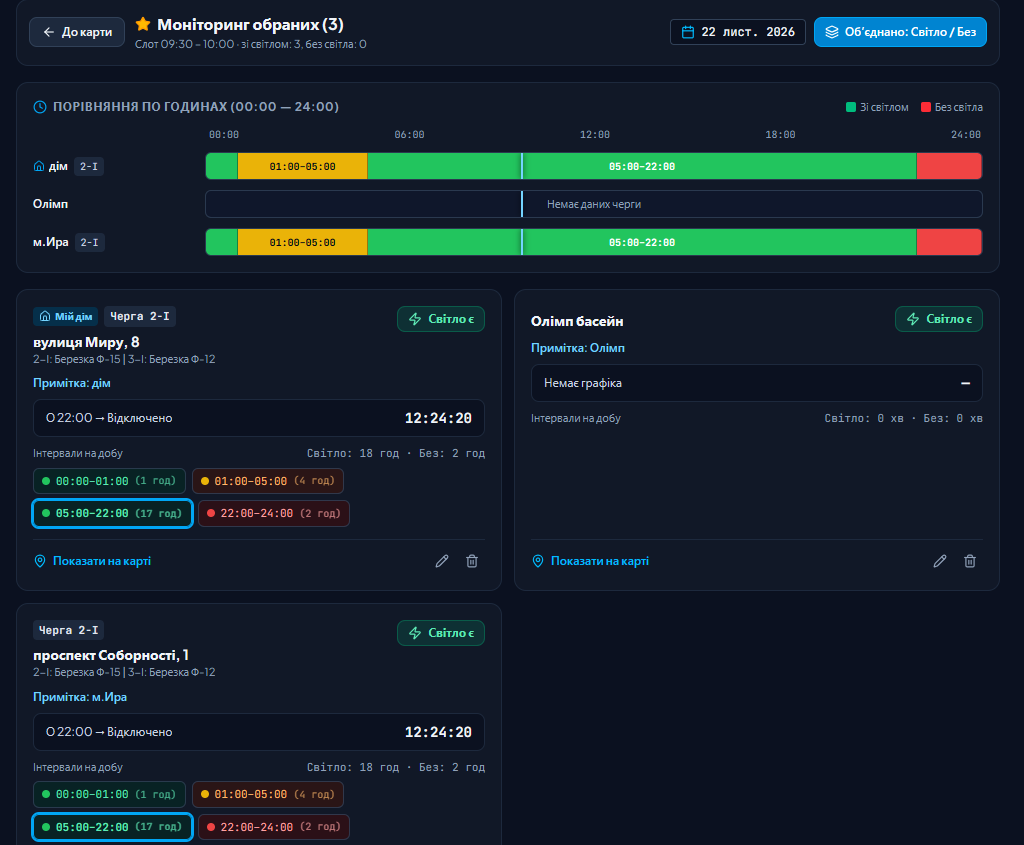 До карти
Моніторинг обраних (3)
Слот 09:30 – 10:00 · зі світлом: 3, без світла: 0
22 лист. 2026
Об'єднано: Світло / Без
ПОРІВНЯННЯ ПО ГОДИНАХ (00:00 — 24:00)
Зі світлом
Без світла
00:00 06:00 12:00 18:00 24:00
дім 2-I 01:00–05:00 05:00–22:00
Олімп Немає даних черги
м.Ира 2-I 01:00–05:00 05:00–22:00
Мій дім Черга 2-I Світло є
вулиця Миру, 8
2-I: Березка Ф-15 | 3-I: Березка Ф-12
Примітка: дім
О 22:00 → Відключено 12:24:20
Інтервали на добу Світло: 18 год · Без: 2 год
00:00–01:00 (1 год) 01:00–05:00 (4 год)
05:00–22:00 (17 год) 22:00–24:00 (2 год)
Показати на карті
Олімп басейн Світло є
Примітка: Олімп
Немає графіка —
Інтервали на добу Світло: 0 хв · Без: 0 хв
Показати на карті
Черга 2-I Світло є
проспект Соборності, 1
2-I: Березка Ф-15 | 3-I: Березка Ф-12
Примітка: м.Ира
О 22:00 → Відключено 12:24:20
Інтервали на добу Світло: 18 год · Без: 2 год
00:00–01:00 (1 год) 01:00–05:00 (4 год)
05:00–22:00 (17 год) 22:00–24:00 (2 год)